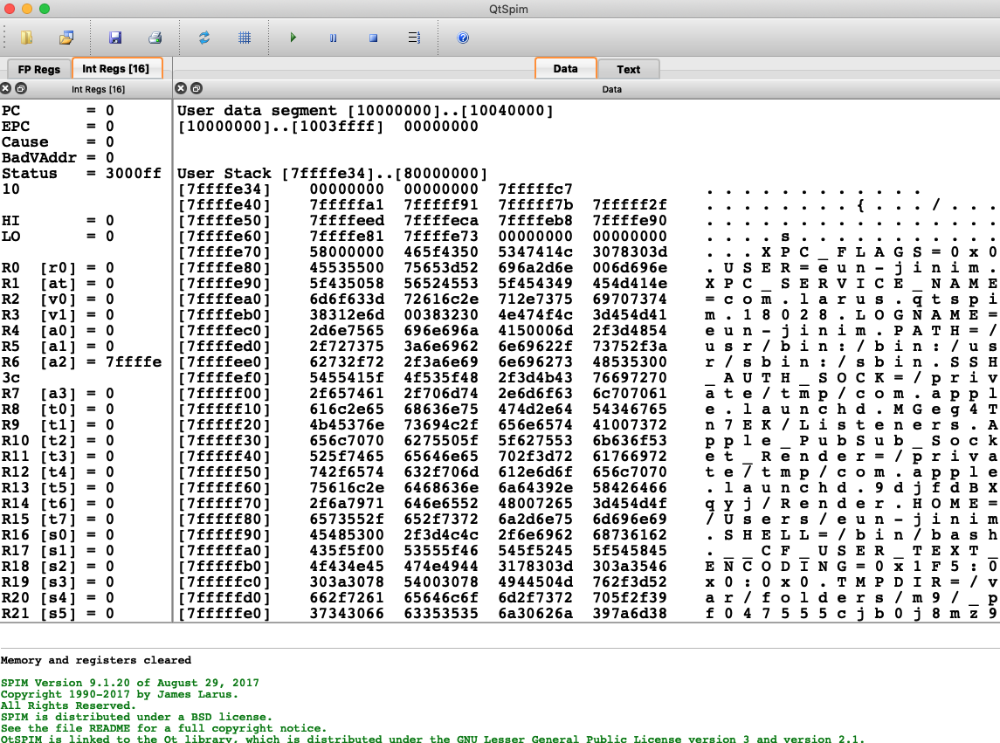 QtSpim
FP Regs
Int Regs [16]
Data
Text
Int Regs [16]
Data
PC = 0
EPC = 0
Cause = 0
BadVAddr = 0
Status = 3000ff
10
HI = 0
LO = 0
R0 [r0] = 0
R1 [at] = 0
R2 [v0] = 0
R3 [v1] = 0
R4 [a0] = 0
R5 [a1] = 0
R6 [a2] = 7ffffe
3c
R7 [a3] = 0
R8 [t0] = 0
R9 [t1] = 0
R10 [t2] = 0
R11 [t3] = 0
R12 [t4] = 0
R13 [t5] = 0
R14 [t6] = 0
R15 [t7] = 0
R16 [s0] = 0
R17 [s1] = 0
R18 [s2] = 0
R19 [s3] = 0
R20 [s4] = 0
R21 [s5] = 0
User data segment [10000000]..[10040000]
[10000000]..[1003ffff] 00000000
User Stack [7ffffe34]..[80000000]
[7ffffe34] 00000000 00000000 7fffffc7 . . . . . . . . . . . .
[7ffffe40] 7fffffa1 7fffff91 7fffff7b 7fffff2f . . . . . . . . { . . . / . . .
[7ffffe50] 7ffffeed 7ffffeca 7ffffeb8 7ffffe90 . . . . . . . . . . . . . . . .
[7ffffe60] 7ffffe81 7ffffe73 00000000 00000000 . . . . s . . . . . . . . . . .
[7ffffe70] 58000000 465f4350 5347414c 3078303d . . . X P C _ F L A G S = 0 x 0
[7ffffe80] 45535500 75653d52 696a2d6e 006d696e . U S E R = e u n - j i n i m .
[7ffffe90] 5f435058 56524553 5f454349 454d414e X P C _ S E R V I C E _ N A M E
[7ffffea0] 6d6f633d 72616c2e 712e7375 69707374 = c o m . l a r u s . q t s p i
[7ffffeb0] 38312e6d 00383230 4e474f4c 3d454d41 m . 1 8 0 2 8 . L O G N A M E =
[7ffffec0] 2d6e7565 696e696a 4150006d 2f3d4854 e u n - j i n i m . P A T H = /
[7ffffed0] 2f727375 3a6e6962 6e69622f 73752f3a u s r / b i n : / b i n : / u s
[7ffffee0] 62732f72 2f3a6e69 6e696273 48535300 r / s b i n : / s b i n . S S H
[7ffffef0] 5455415f 4f535f48 2f3d4b43 76697270 _ A U T H _ S O C K = / p r i v
[7fffff00] 2f657461 2f706d74 2e6d6f63 6c707061 a t e / t m p / c o m . a p p l
[7fffff10] 616c2e65 68636e75 474d2e64 54346765 e . l a u n c h d . M G e g 4 T
[7fffff20] 4b45376e 73694c2f 656e6574 41007372 n 7 E K / L i s t e n e r s . A
[7fffff30] 656c7070 6275505f 5f627553 6b636f53 p p l e _ P u b S u b _ S o c k
[7fffff40] 525f7465 65646e65 702f3d72 61766972 e t _ R e n d e r = / p r i v a
[7fffff50] 742f6574 632f706d 612e6d6f 656c7070 t e / t m p / c o m . a p p l e
[7fffff60] 75616c2e 6468636e 6a64392e 58426466 . l a u n c h d . 9 d j f d B X
[7fffff70] 2f6a7971 646e6552 48007265 3d454d4f q y j / R e n d e r . H O M E =
[7fffff80] 6573552f 652f7372 6a2d6e75 6d696e69 / U s e r s / e u n - j i n i m
[7fffff90] 45485300 2f3d4c4c 2f6e6962 68736162 . S H E L L = / b i n / b a s h
[7fffffa0] 435f5f00 53555f46 545f5245 5f545845 . _ _ C F _ U S E R _ T E X T _
[7fffffb0] 4f434e45 474e4944 3178303d 303a3546 E N C O D I N G = 0 x 1 F 5 : 0
[7fffffc0] 303a3078 54003078 4944504d 762f3d52 x 0 : 0 x 0 . T M P D I R = / v
[7fffffd0] 662f7261 65646c6f 6d2f7372 705f2f39 a r / f o l d e r s / m 9 / _ p
[7fffffe0] 37343066 63353535 6a30626a 397a6d38 f 0 4 7 5 5 5 c j b 0 j 8 m z 9
Memory and registers cleared
SPIM Version 9.1.20 of August 29, 2017
Copyright 1990-2017 by James Larus.
All Rights Reserved.
SPIM is distributed under a BSD license.
See the file README for a full copyright notice.
QtSPIM is linked to the Qt library, which is distributed under the GNU Lesser General Public License version 3 and version 2.1.